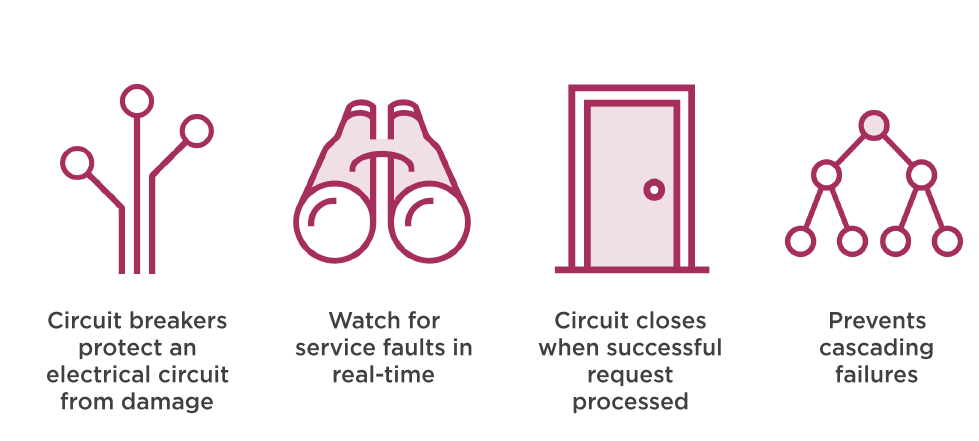 Circuit breakers
protect an
electrical circuit
from damage
Watch for
service faults in
real-time
Circuit closes
when successful
request
processed
Prevents
cascading
failures